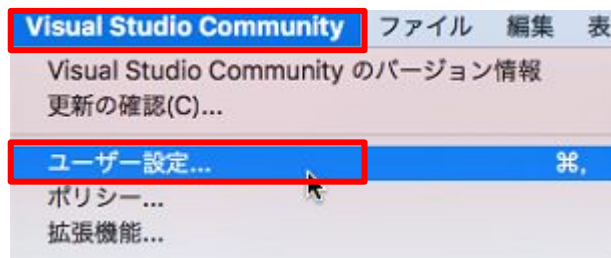 Visual Studio Community ファイル 編集 表
Visual Studio Community のバージョン情報
更新の確認(C)...
ユーザー設定... ⌘,
ポリシー...
拡張機能...